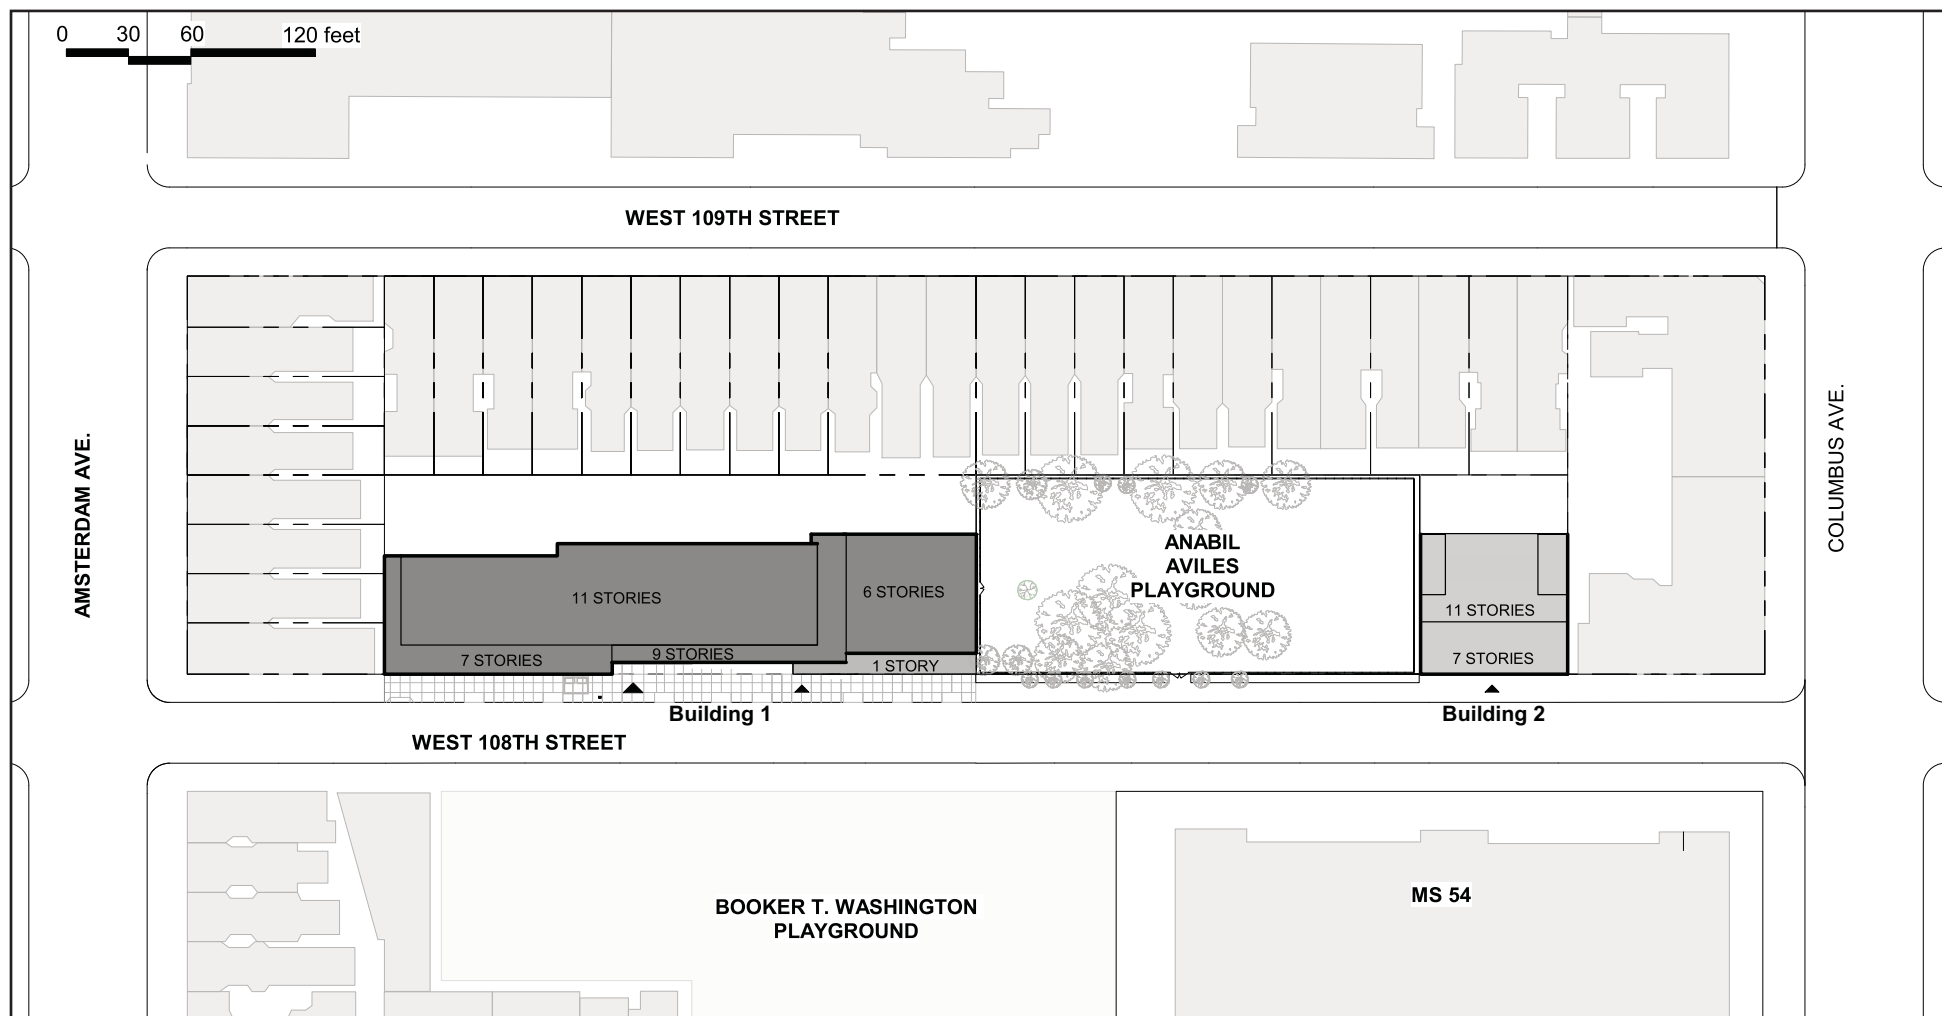 0 30 60 120 feet
WEST 109TH STREET
AMSTERDAM AVE.
COLUMBUS AVE.
ANABIL
AVILES
PLAYGROUND
11 STORIES
6 STORIES
7 STORIES
9 STORIES
1 STORY
11 STORIES
7 STORIES
Building 1
Building 2
WEST 108TH STREET
BOOKER T. WASHINGTON
PLAYGROUND
MS 54